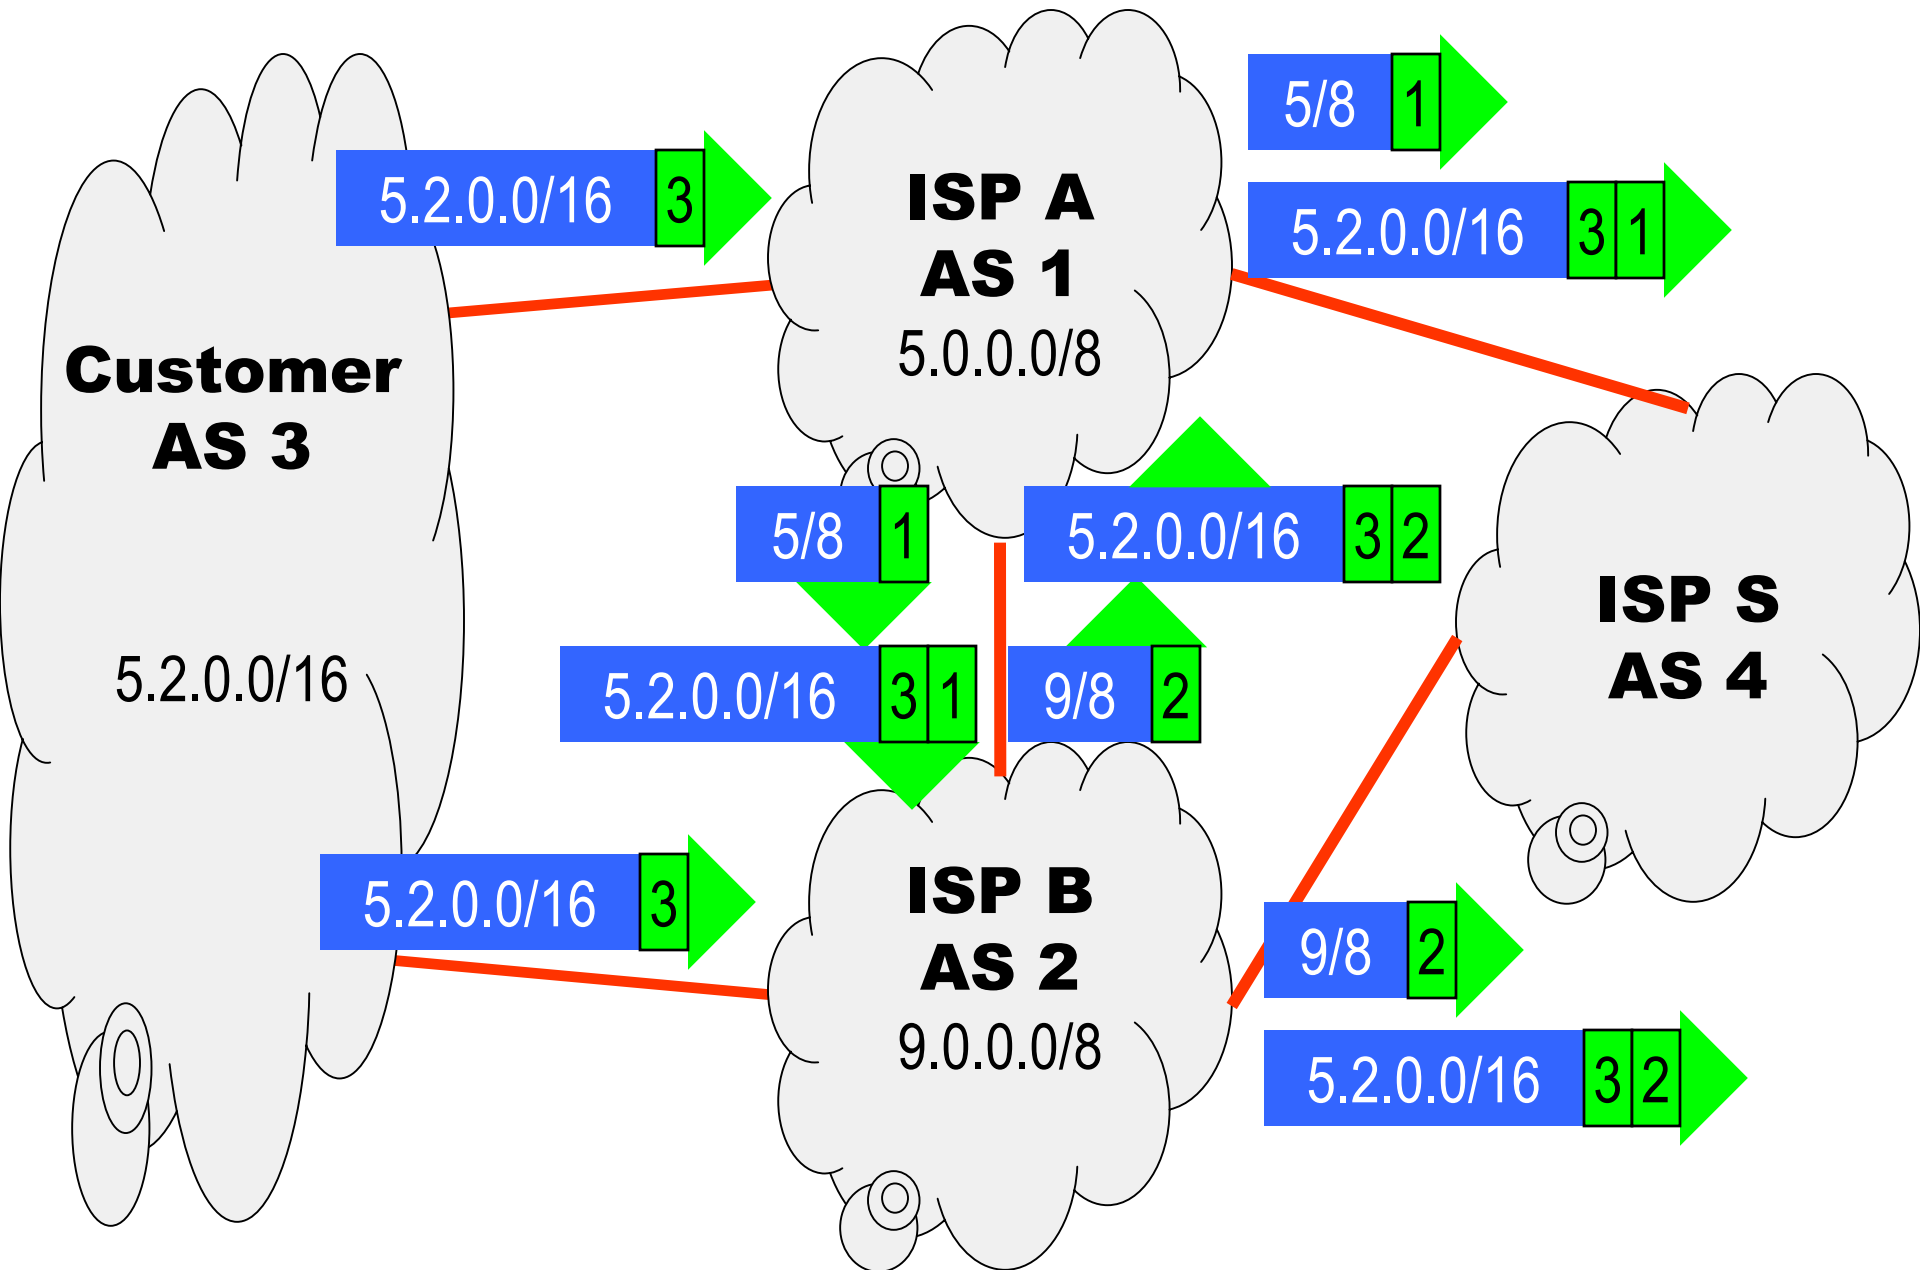 5/8 1
5.2.0.0/16 3
ISP A
AS 1
5.0.0.0/8
5.2.0.0/16 3 1
Customer
AS 3
5.2.0.0/16
5/8 1
5.2.0.0/16 3 2
ISP S
AS 4
5.2.0.0/16 3 1
9/8 2
5.2.0.0/16 3
ISP B
AS 2
9.0.0.0/8
9/8 2
5.2.0.0/16 3 2